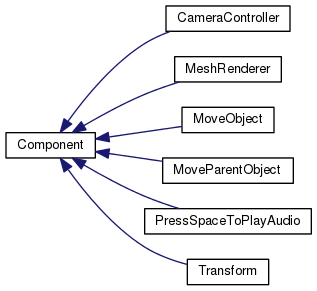 CameraController
MeshRenderer
MoveObject
Component
MoveParentObject
PressSpaceToPlayAudio
Transform